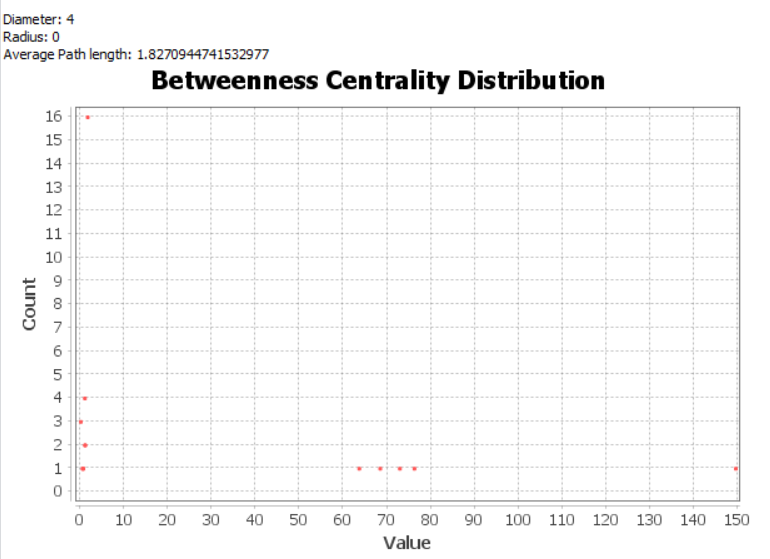 Diameter: 4
Radius: 0
Average Path length: 1.8270944741532977
Betweenness Centrality Distribution
16
15
14
13
12
11
10
9
8
7
6
5
4
3
2
1
0
Count
0 10 20 30 40 50 60 70 80 90 100 110 120 130 140 150
Value